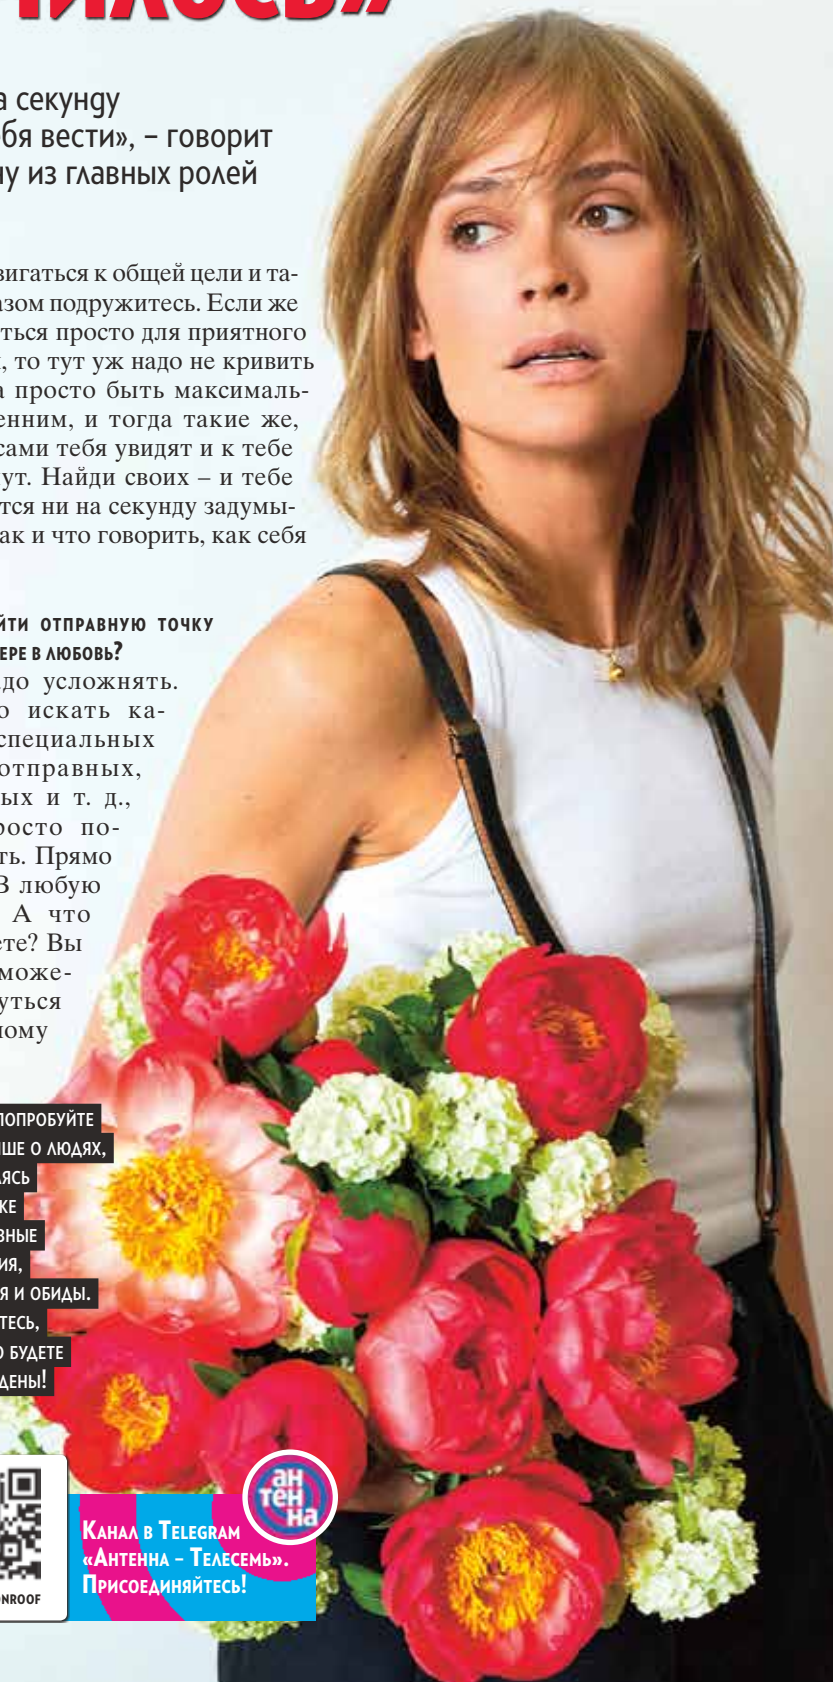 а секунду
бя вести», – говорит
у из главных ролей
вигаться к общей цели и та-
зом подружитесь. Если же
ться просто для приятного
, то тут уж надо не кривить
а просто быть максималь-
енним, и тогда такие же,
сами тебя увидят и к тебе
ут. Найди своих – и тебе
тся ни на секунду задумы-
ак и что говорить, как себя
ЙТИ ОТПРАВНУЮ ТОЧКУ
ЕРЕ В ЛЮБОВЬ?
до усложнять.
о искать ка-
специальных
отправных,
ых и т. д.,
росто по-
ть. Прямо
В любую
А что
ете? Вы
може-
уться
ному
ПОПРОБУЙТЕ
ШЕ О ЛЮДЯХ,
ЯСЬ
ЖЕ
ВНЫЕ
ИЯ,
Я И ОБИДЫ.
ТЕСЬ,
О БУДЕТЕ
ДЕНЫ!
NROOF
ан
тен
на
КАНАЛ В TELEGRAM
«АНТЕННА – ТЕЛЕСЕМЬ».
ПРИСОЕДИНЯЙТЕСЬ!